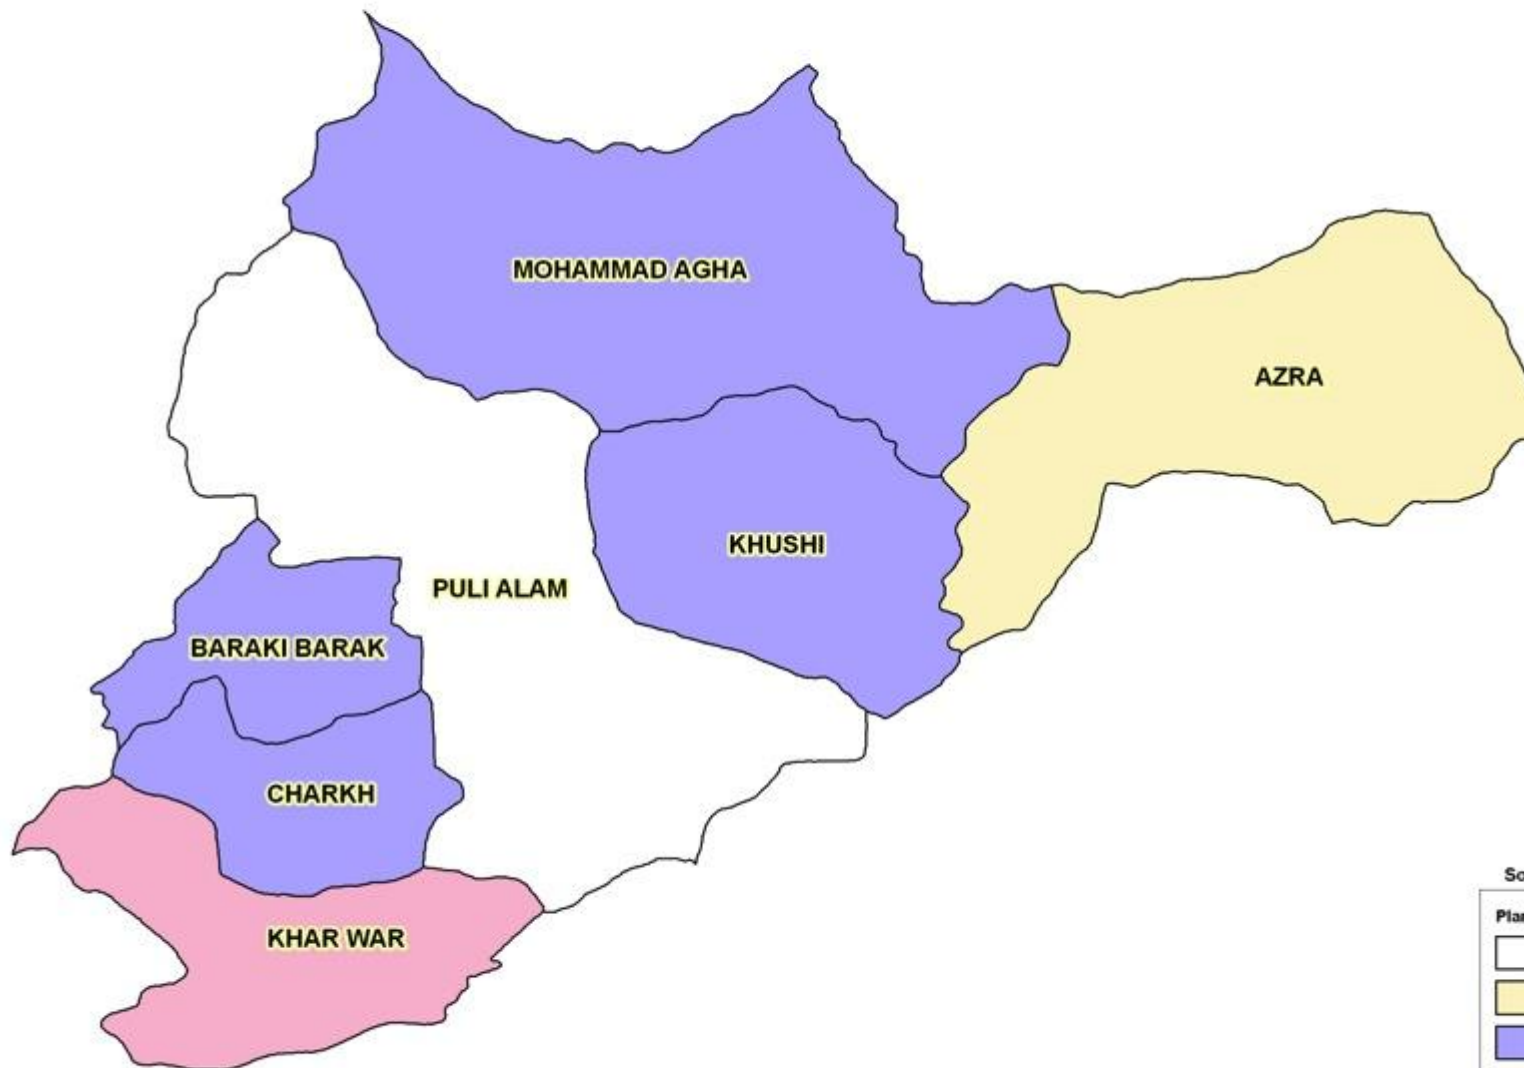 MOHAMMAD AGHA
AZRA
KHUSHI
PULI ALAM
BARAKI BARAK
CHARKH
KHAR WAR